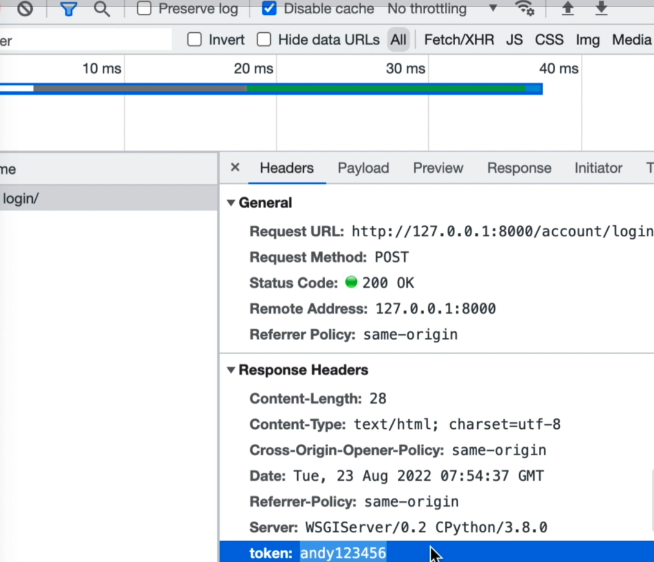 Preserve log Disable cache No throttling
er Invert Hide data URLs All Fetch/XHR JS CSS Img Media
10 ms 20 ms 30 ms 40 ms
me × Headers Payload Preview Response Initiator T
login/
General
Request URL: http://127.0.0.1:8000/account/login
Request Method: POST
Status Code: 200 OK
Remote Address: 127.0.0.1:8000
Referrer Policy: same-origin
Response Headers
Content-Length: 28
Content-Type: text/html; charset=utf-8
Cross-Origin-Opener-Policy: same-origin
Date: Tue, 23 Aug 2022 07:54:37 GMT
Referrer-Policy: same-origin
Server: WSGIServer/0.2 CPython/3.8.0
token: andy123456